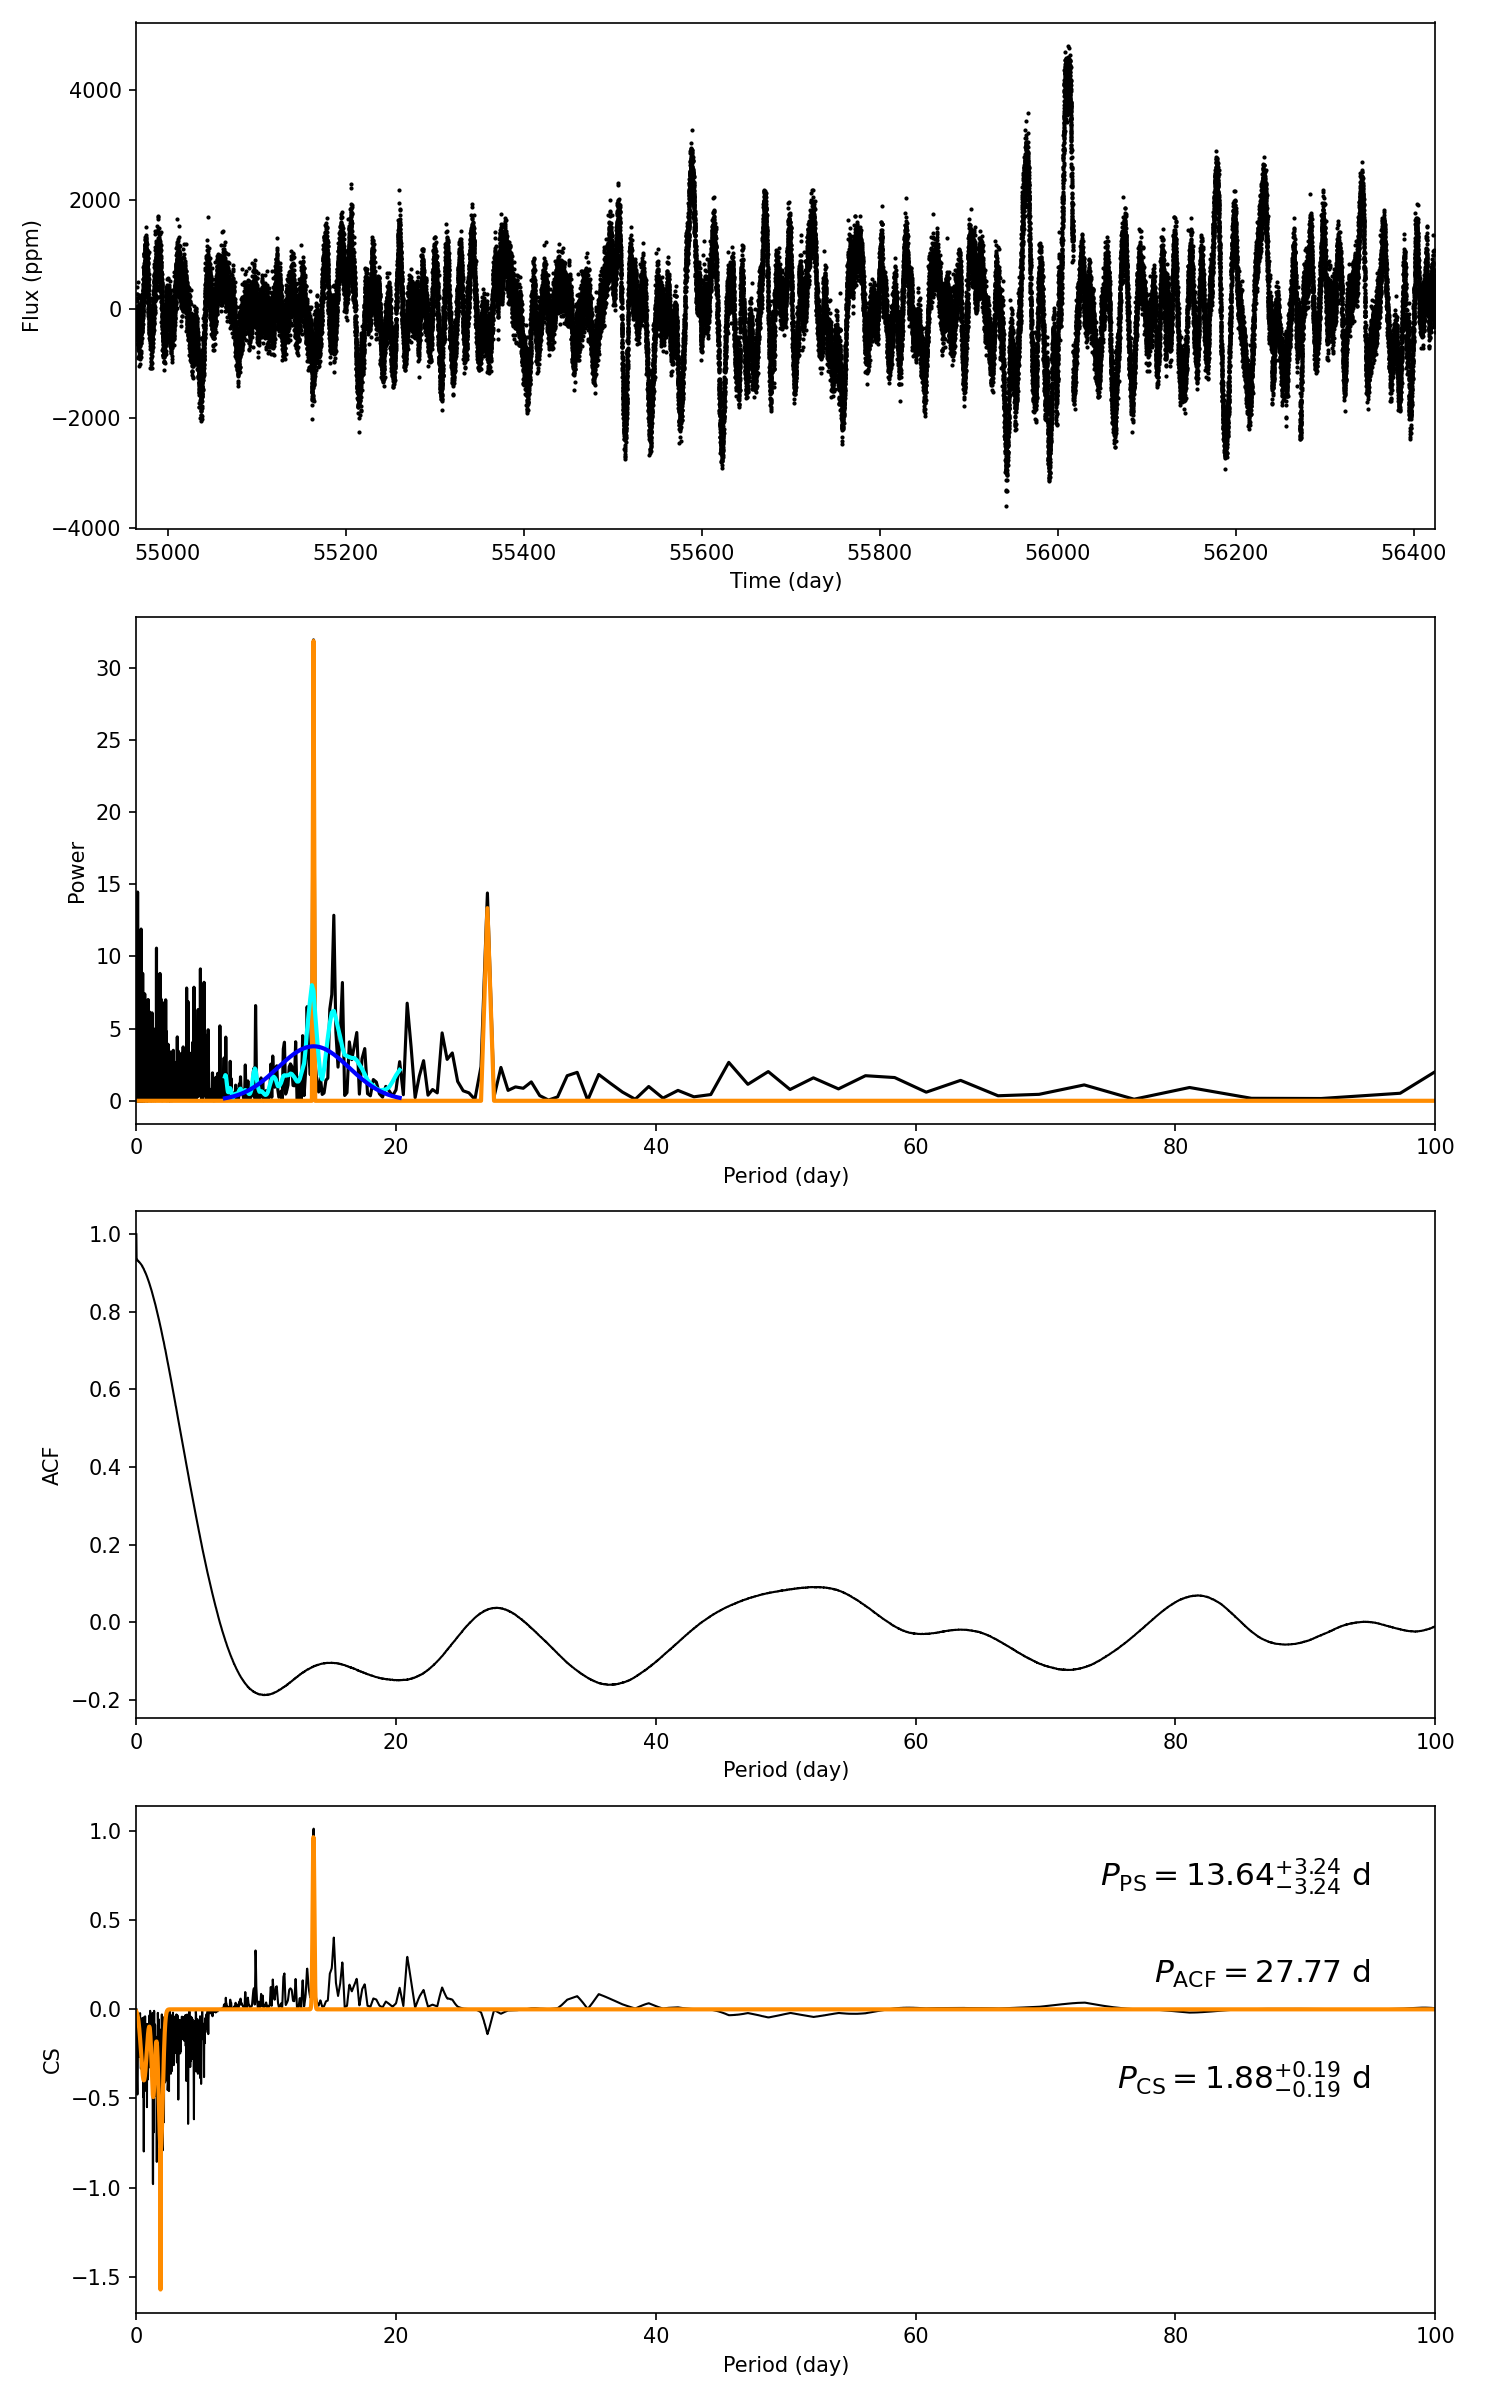 4000
2000
0
−2000
−4000
Flux (ppm)
55000 55200 55400 55600 55800 56000 56200 56400
Time (day)
30
25
20
15
10
5
0
Power
0 20 40 60 80 100
Period (day)
1.0
0.8
0.6
0.4
0.2
0.0
−0.2
ACF
0 20 40 60 80 100
Period (day)
1.0
0.5
0.0
−0.5
−1.0
−1.5
CS
P_PS = 13.64^{+3.24}_{−3.24} d
P_ACF = 27.77 d
P_CS = 1.88^{+0.19}_{−0.19} d
0 20 40 60 80 100
Period (day)